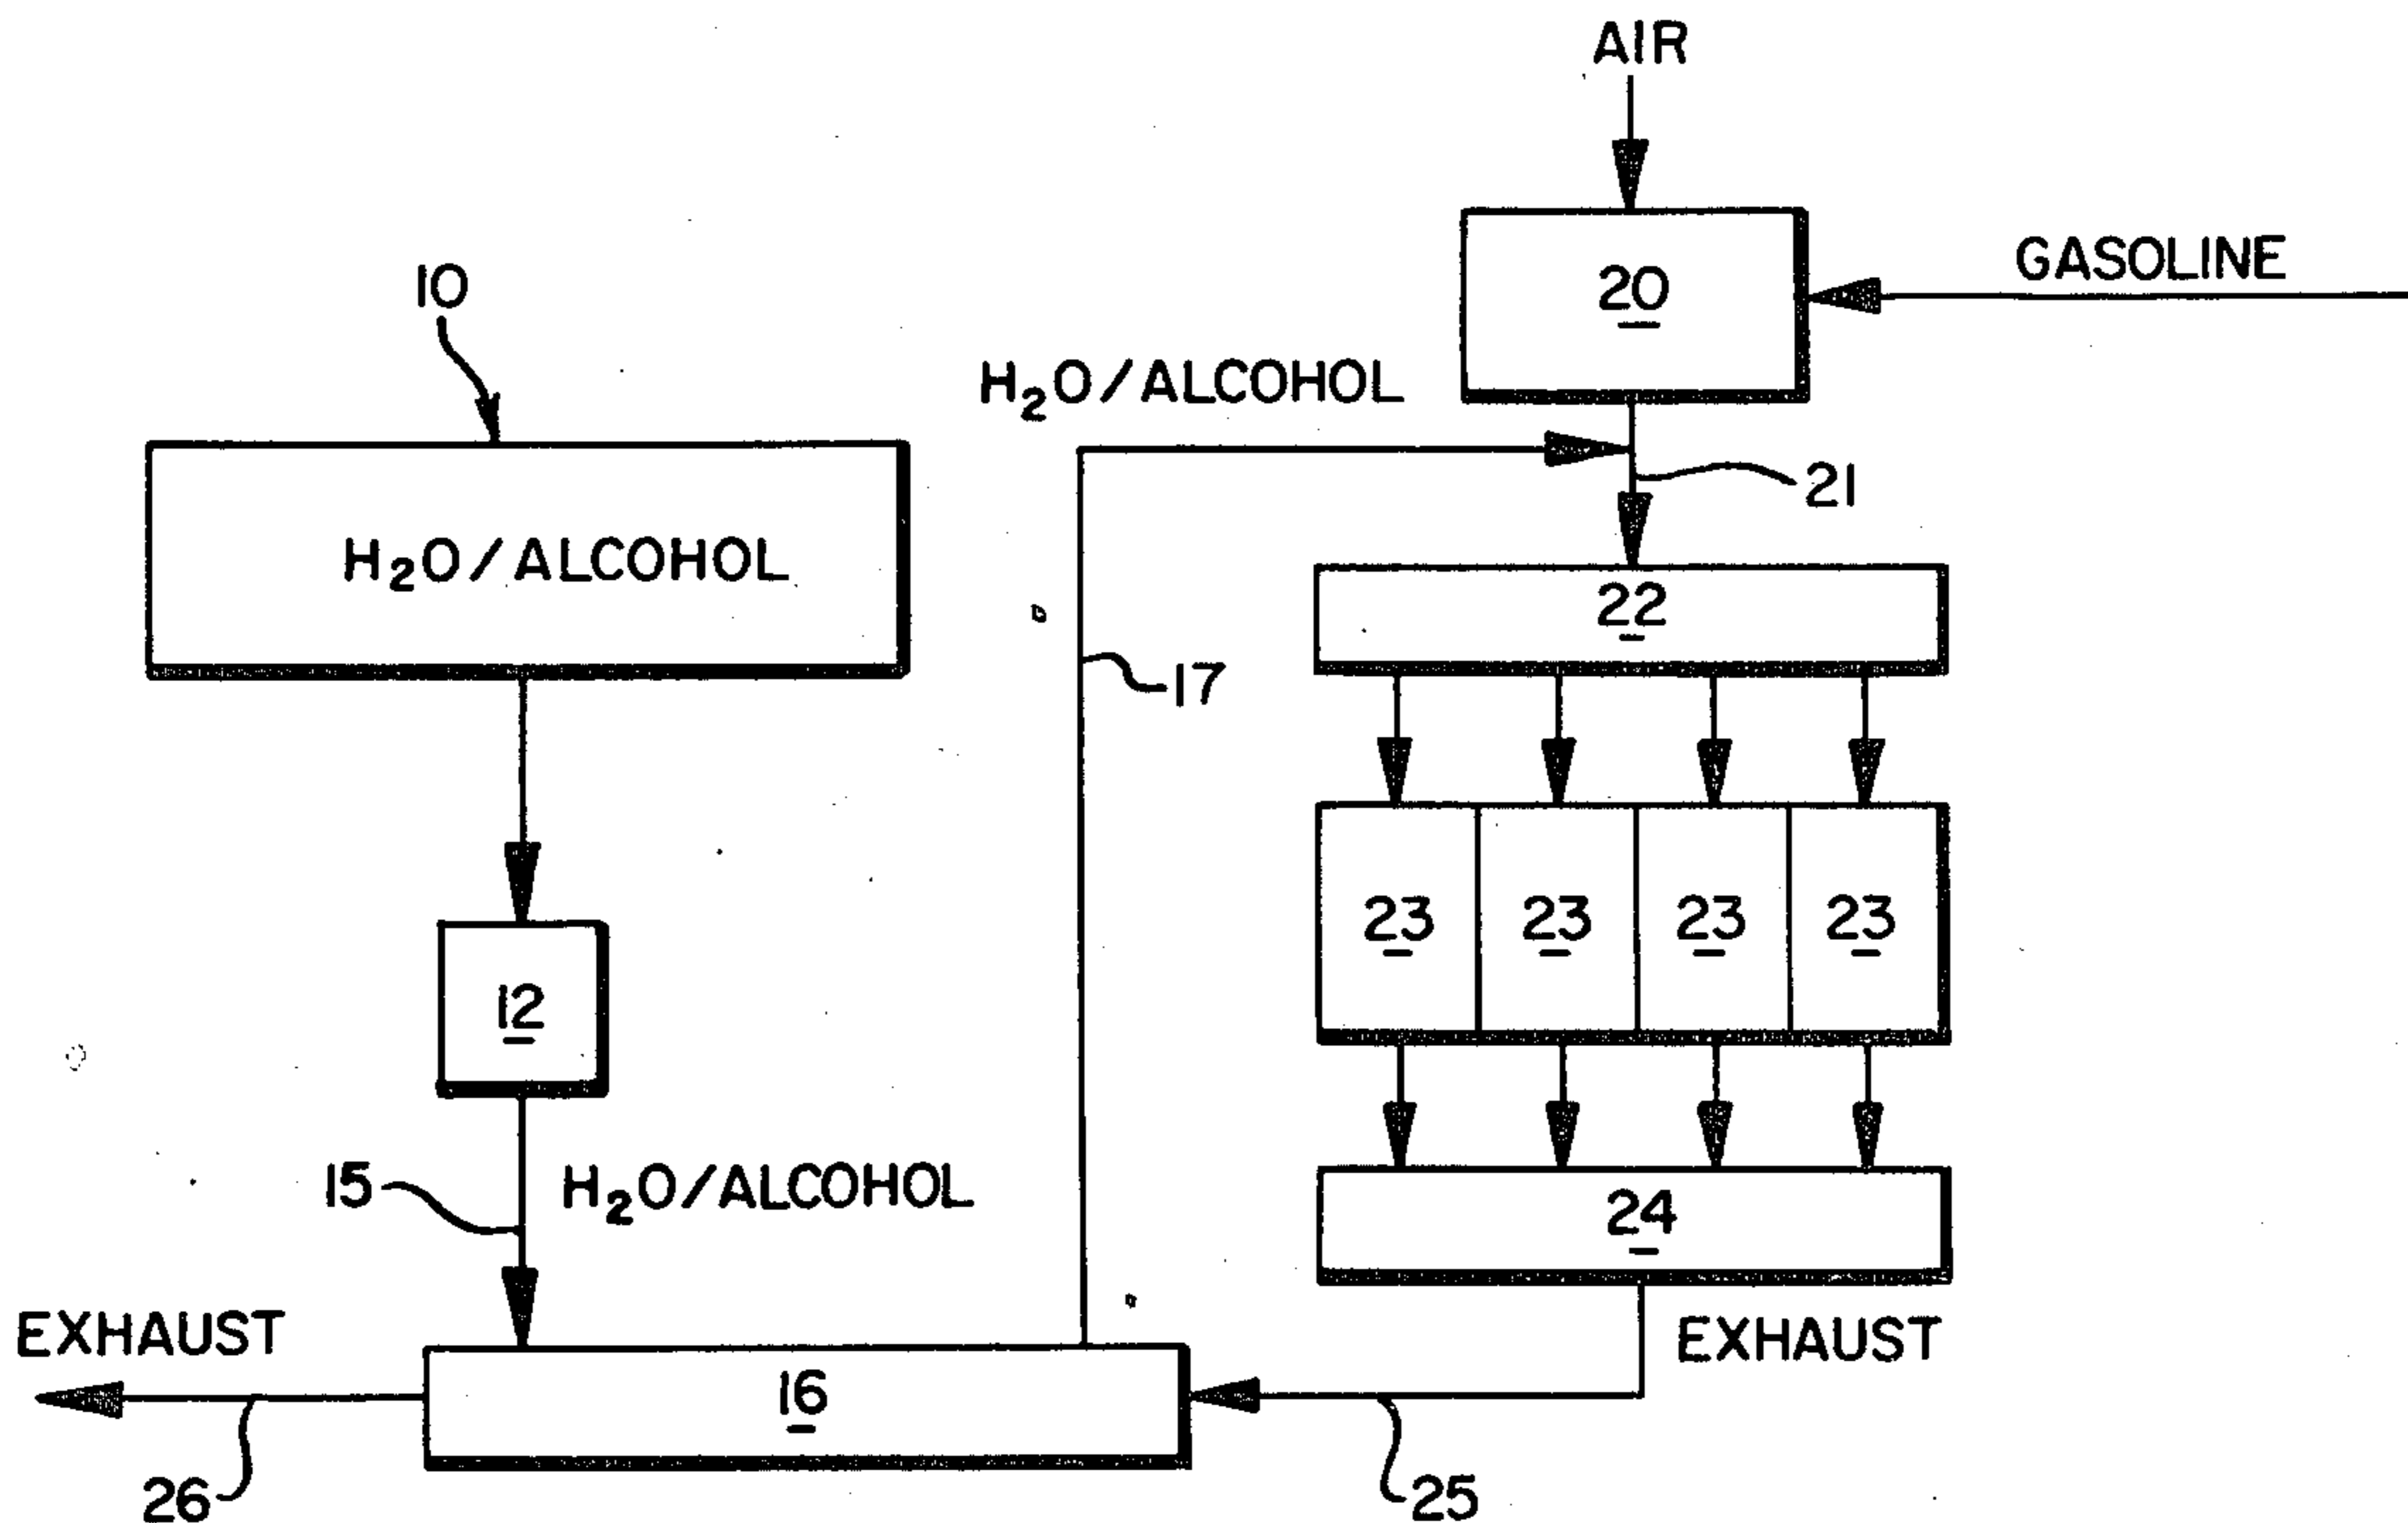 AIR
GASOLINE
20
10
H₂O/ALCOHOL
21
H₂O/ALCOHOL
22
17
23 23 23 23
12
15
H₂O/ALCOHOL
24
EXHAUST
EXHAUST
16
26
25